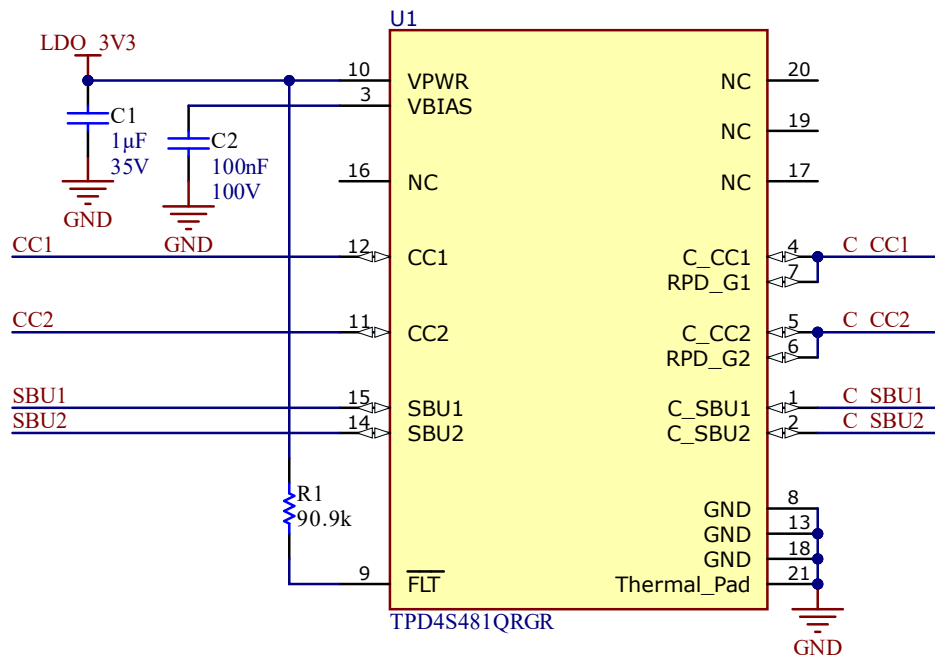 U1
LDO_3V3
10 VPWR NC 20
3 VBIAS
C1
1µF
35V
GND
C2
100nF
100V
GND
NC 19
16 NC NC 17
CC1 12 CC1 C_CC1 4 C_CC1
RPD_G1 7
CC2 11 CC2 C_CC2 5 C_CC2
RPD_G2 6
SBU1 15 SBU1 C_SBU1 1 C_SBU1
SBU2 14 SBU2 C_SBU2 2 C_SBU2
R1
90.9k
GND 8
GND 13
GND 18
9 FLT Thermal_Pad 21
TPD4S481QRGR
GND